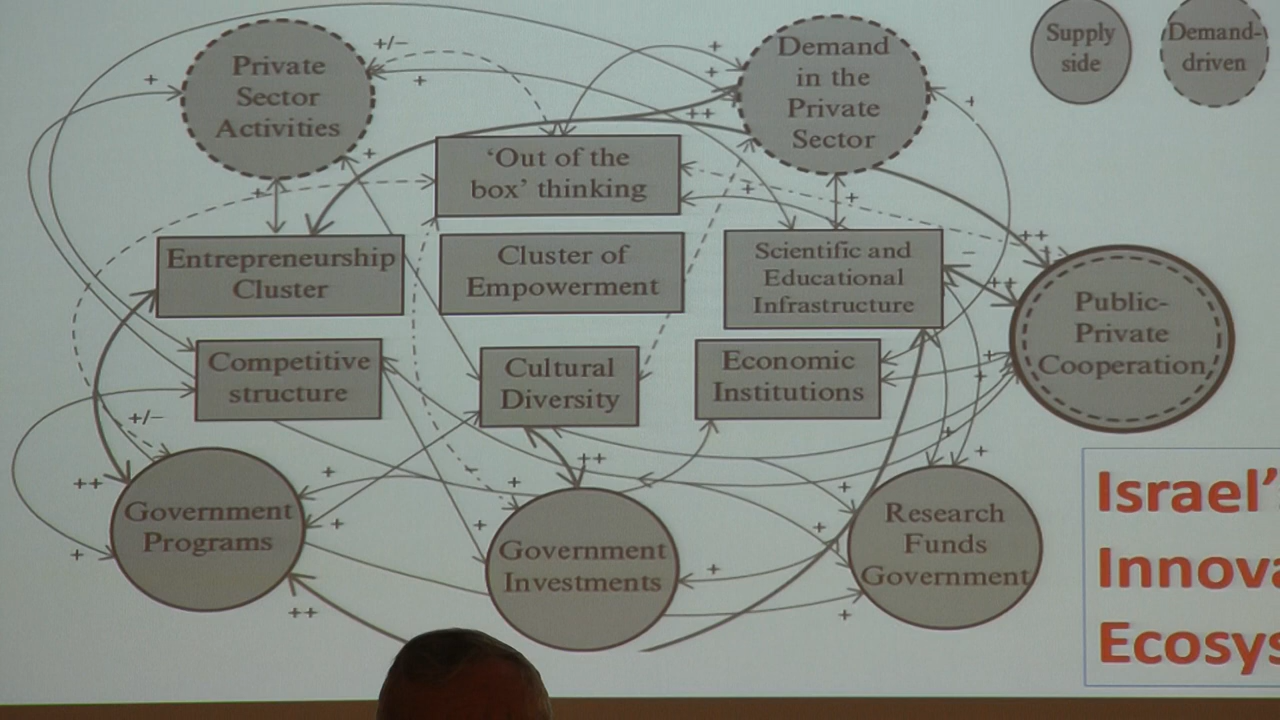 Private
Sector
Activities
+/−
+
+
Demand
in the
Private
Sector
+
+
++
Supply
side
Demand-
driven
+
+
+
'Out of the
box' thinking
+
+
++
Entrepreneurship
Cluster
Cluster of
Empowerment
Scientific and
Educational
Infrastructure
−
++
Public-
Private
Cooperation
Competitive
structure
Cultural
Diversity
Economic
Institutions
+
+
+/−
++
+
+
Government
Programs
+
+
++
+
+
Government
Investments
+
+
+
Research
Funds
Government
+
+
++
+
Israel'
Innova
Ecosys